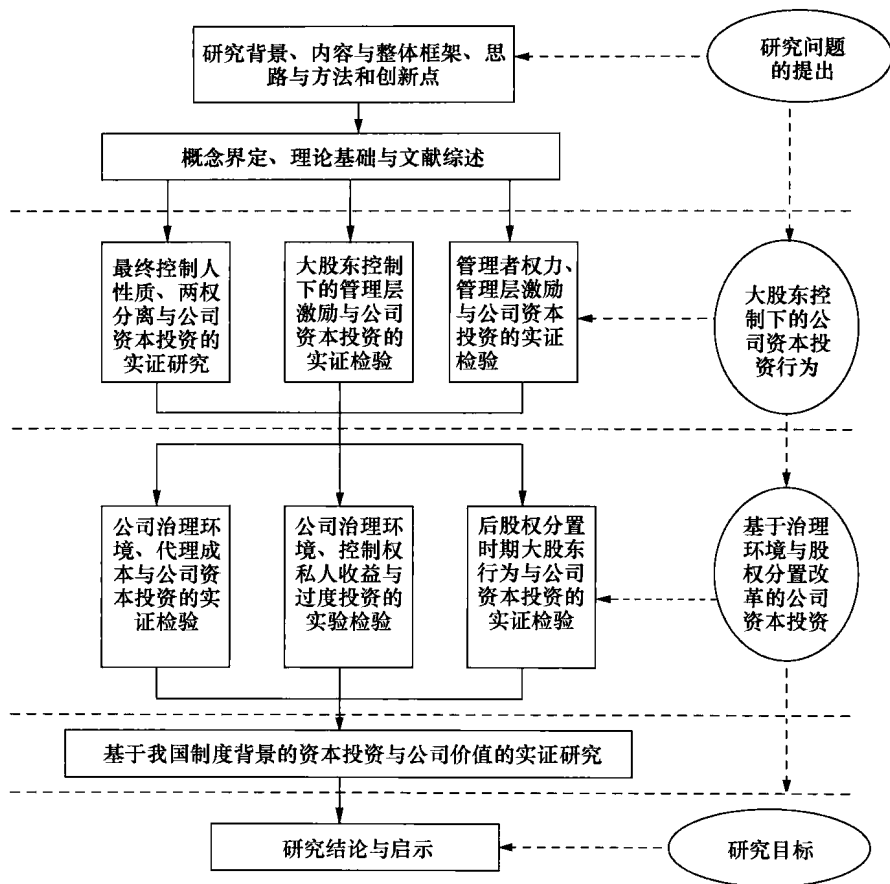 研究背景、内容与整体框架、思
路与方法和创新点
研究问题
的提出
概念界定、理论基础与文献综述
最终控制人
性质、两权
分离与公司
资本投资的
实证研究
大股东控制
下的管理层
激励与公司
资本投资的
实证检验
管理者权力、
管理层激励
与公司资本
投资的实证
检验
大股东控
制下的公
司资本投
资行为
公司治理环
境、代理成
本与公司资
本投资的实
证检验
公司治理环
境、控制权
私人收益与
过度投资的
实验检验
后股权分置
时期大股东
行为与公司
资本投资的
实证检验
基于治理
环境与股
权分置改
革的公司
资本投资
基于我国制度背景的资本投资与公司价值的实证研究
研究结论与启示
研究目标